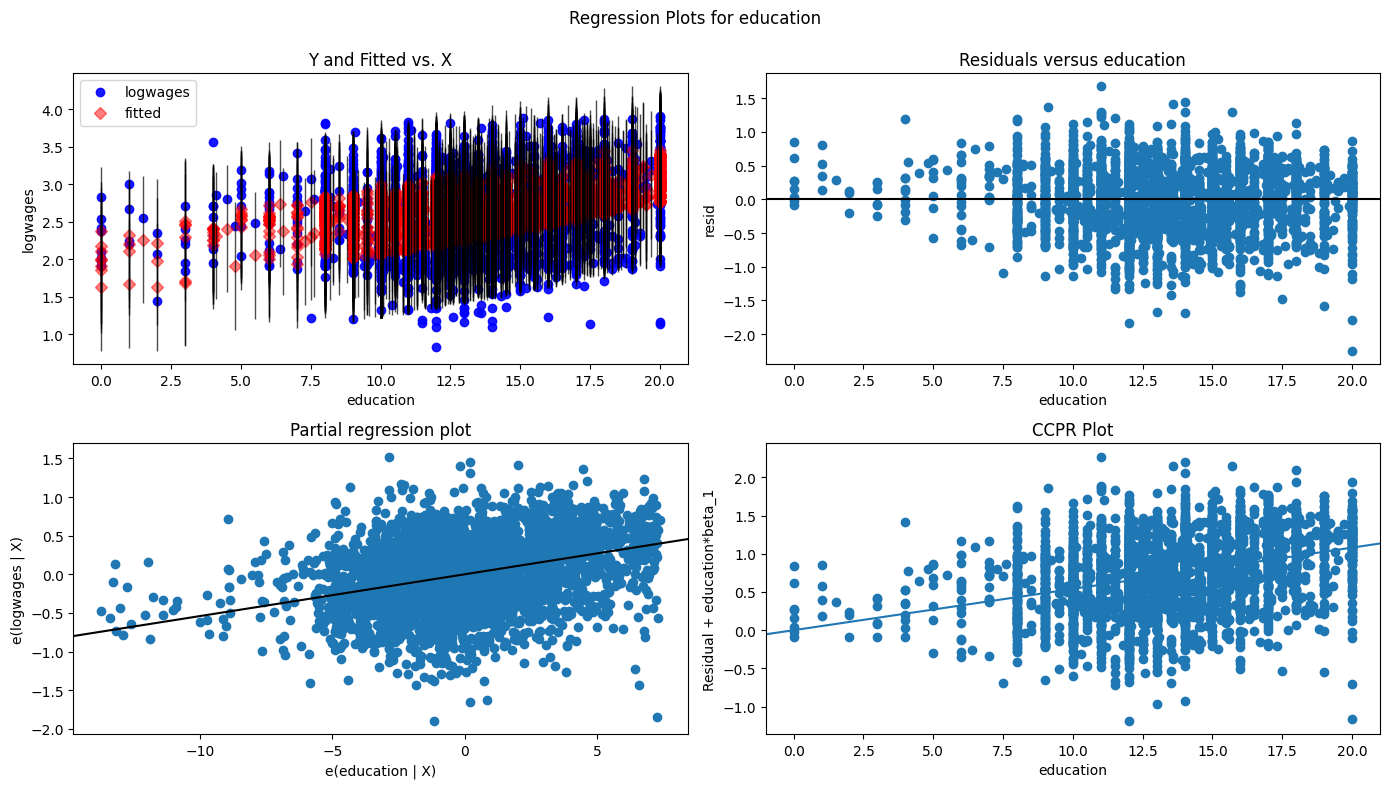 Regression Plots for education
Y and Fitted vs. X
logwages
fitted
logwages
4.0
3.5
3.0
2.5
2.0
1.5
1.0
0.0 2.5 5.0 7.5 10.0 12.5 15.0 17.5 20.0
education
Residuals versus education
resid
1.5
1.0
0.5
0.0
−0.5
−1.0
−1.5
−2.0
0.0 2.5 5.0 7.5 10.0 12.5 15.0 17.5 20.0
education
Partial regression plot
e(logwages | X)
1.5
1.0
0.5
0.0
−0.5
−1.0
−1.5
−2.0
−10 −5 0 5
e(education | X)
CCPR Plot
Residual + education*beta_1
2.0
1.5
1.0
0.5
0.0
−0.5
−1.0
0.0 2.5 5.0 7.5 10.0 12.5 15.0 17.5 20.0
education